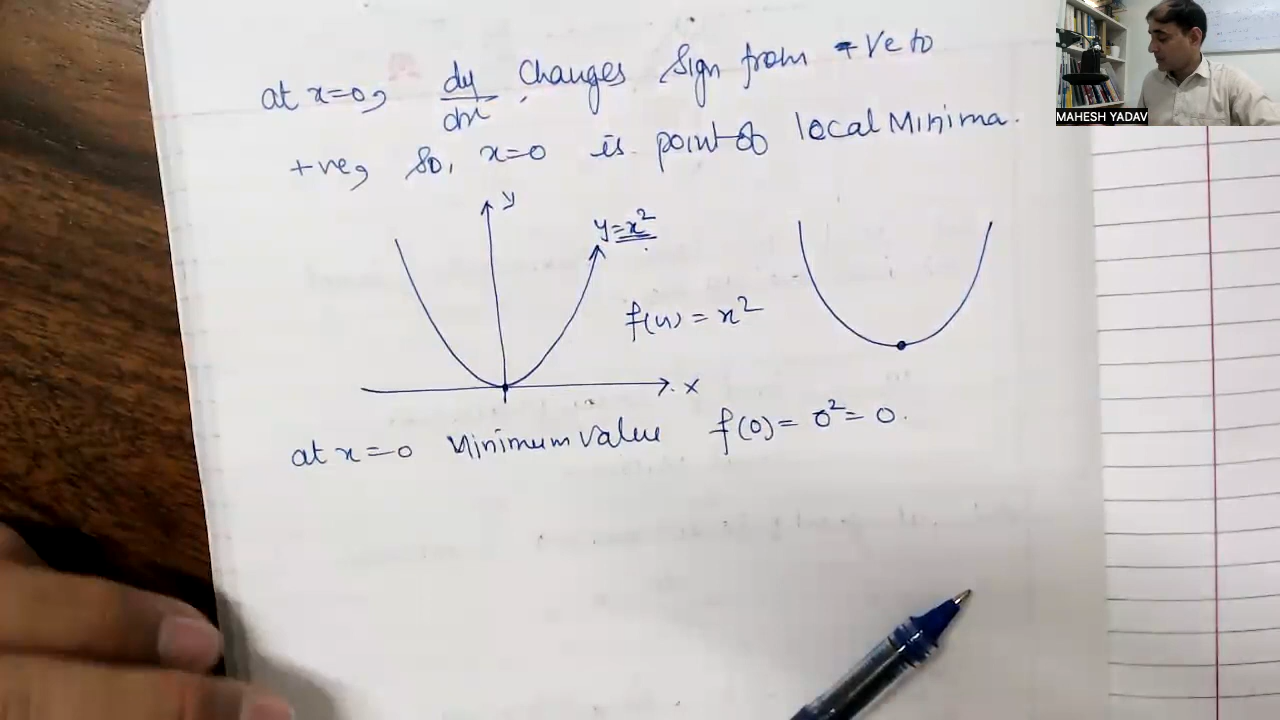 at x=0, dy/dx changes sign from -ve to
+ve, so, x=0 is point of local Minima.
y
y=x²
f(x) = x²
x
at x=0 Minimum value f(0) = 0² = 0.
MAHESH YADAV